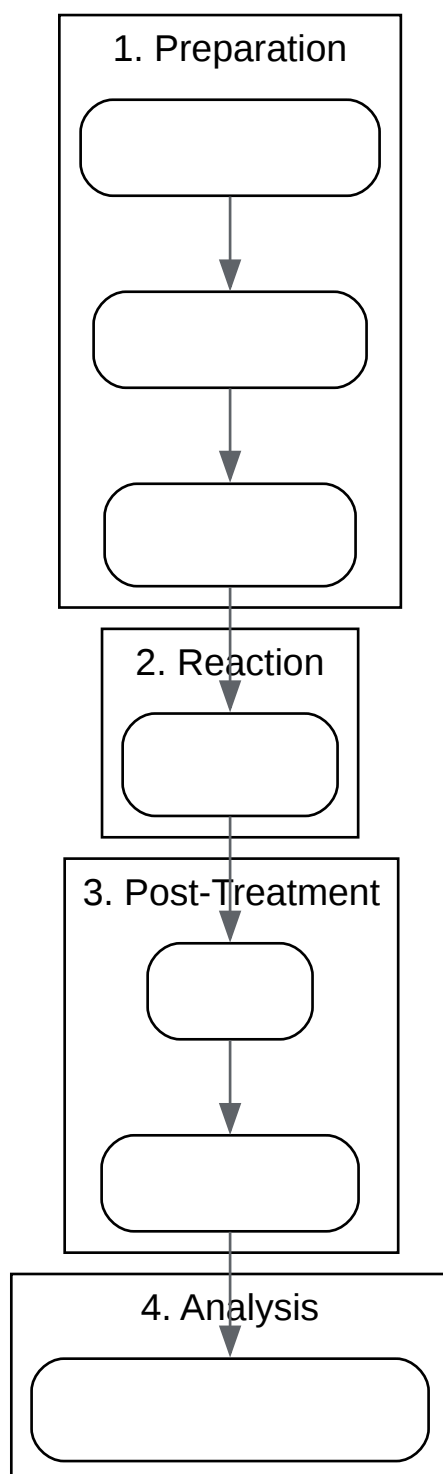 1. Preparation
2. Reaction
3. Post-Treatment
4. Analysis